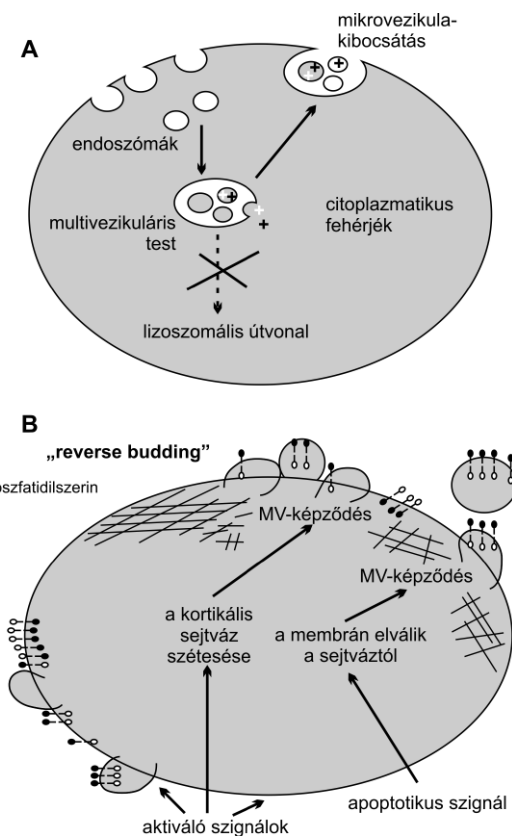 A
mikrovezikula-
kibocsátás
endoszómák
multivezikuláris
test
citoplazmatikus
fehérjék
lizoszomális útvonal
B
„reverse budding”
oszfatidilszerin
MV-képződés
MV-képződés
a kortikális
sejtváz
szétesése
a membrán elválik
a sejtváztól
apoptotikus szignál
aktiváló szignálok